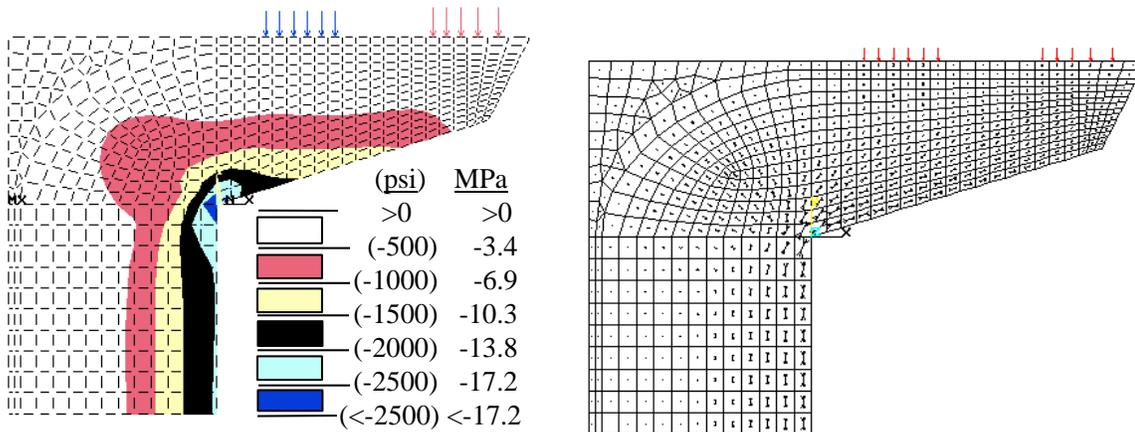 (psi) MPa
>0 >0
(-500) -3.4
(-1000) -6.9
(-1500) -10.3
(-2000) -13.8
(-2500) -17.2
(<-2500) <-17.2
MX
X
Y
X